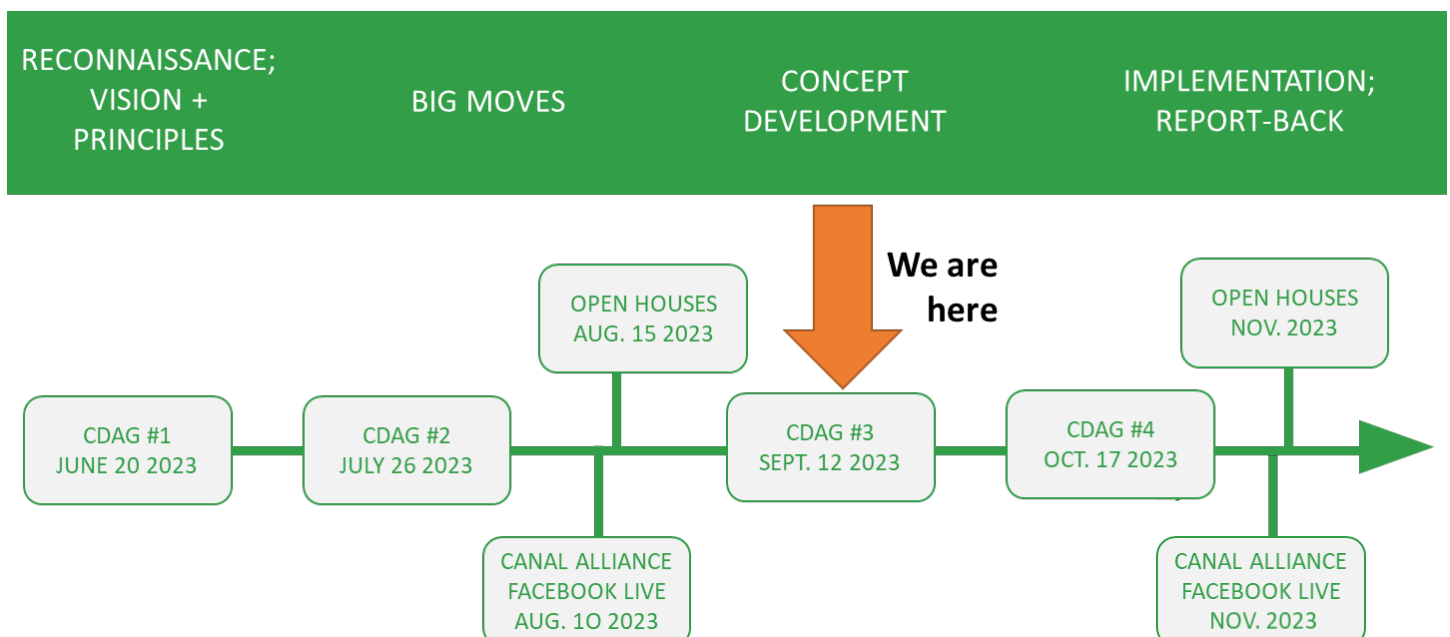 RECONNAISSANCE;
VISION +
PRINCIPLES
BIG MOVES
CONCEPT
DEVELOPMENT
IMPLEMENTATION;
REPORT-BACK
We are
here
OPEN HOUSES
AUG. 15 2023
OPEN HOUSES
NOV. 2023
CDAG #1
JUNE 20 2023
CDAG #2
JULY 26 2023
CDAG #3
SEPT. 12 2023
CDAG #4
OCT. 17 2023
CANAL ALLIANCE
FACEBOOK LIVE
AUG. 1O 2023
CANAL ALLIANCE
FACEBOOK LIVE
NOV. 2023